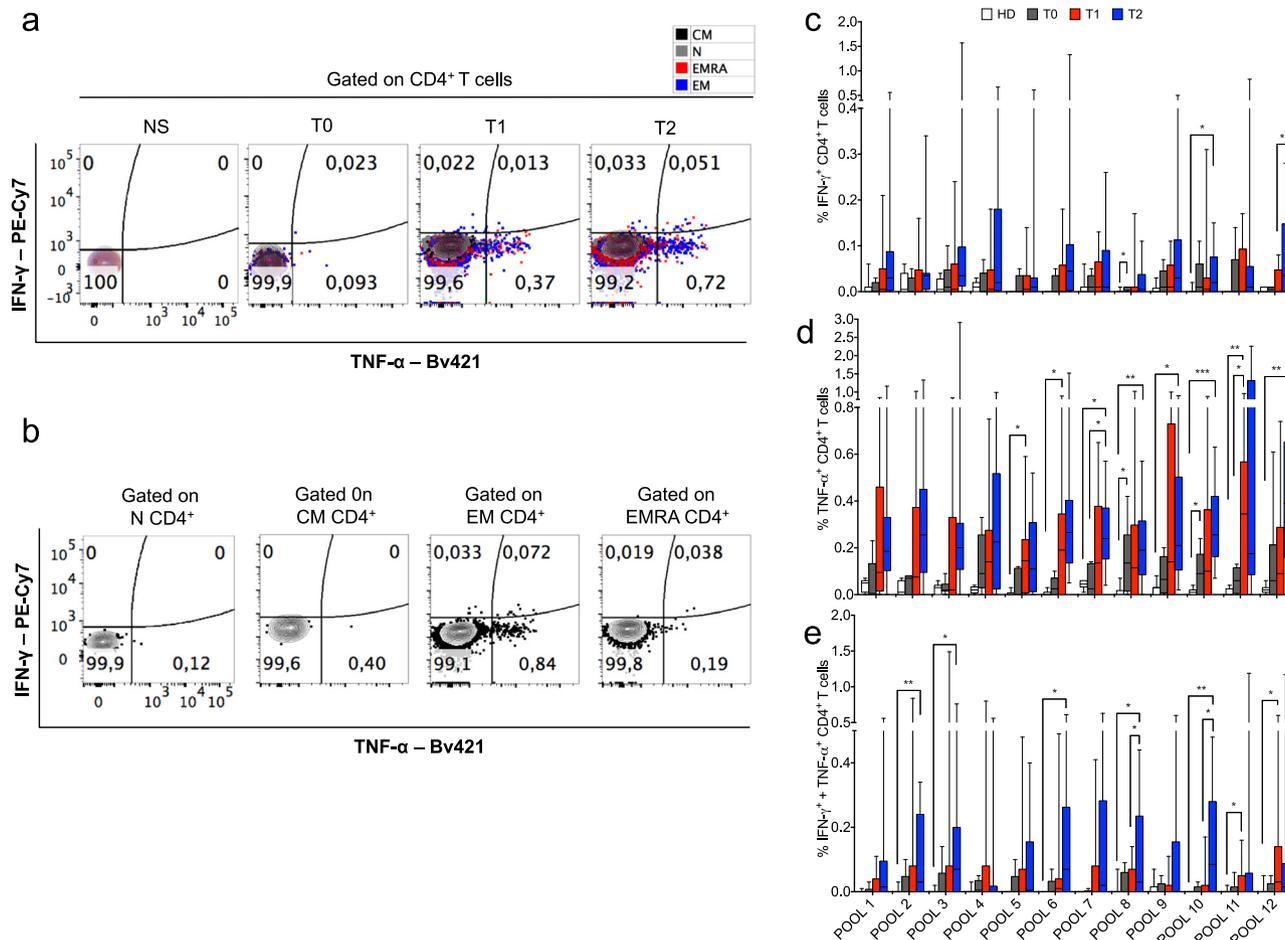 a
CM
N
EMRA
EM
Gated on CD4⁺ T cells
NS
T0
T1
T2
IFN-γ – PE-Cy7
10⁵
10⁴
10³
0
-10³
0
0
100
0
0
0,023
99,9
0,093
0,022
0,013
99,6
0,37
0,033
0,051
99,2
0,72
0
10³
10⁴
10⁵
TNF-α – Bv421
b
Gated on
N CD4⁺
Gated 0n
CM CD4⁺
Gated on
EM CD4⁺
Gated on
EMRA CD4⁺
IFN-γ – PE-Cy7
10⁵
10⁴
10³
0
0
0
99,9
0,12
0
0
99,6
0,40
0,033
0,072
99,1
0,84
0,019
0,038
99,8
0,19
0
10³
10⁴
10⁵
TNF-α – Bv421
c
HD
T0
T1
T2
% IFN-γ⁺ CD4⁺ T cells
2.0
1.5
1.0
0.5
0.4
0.3
0.2
0.1
0.0
*
*
*
d
% TNF-α⁺ CD4⁺ T cells
3.0
2.5
2.0
1.5
1.0
0.8
0.6
0.4
0.2
0.0
*
*
*
*
**
*
*
***
*
**
*
**
e
% IFN-γ⁺ + TNF-α⁺ CD4⁺ T cells
2.0
1.5
1.0
0.5
0.4
0.2
0.0
**
*
*
*
*
**
*
*
*
POOL 1
POOL 2
POOL 3
POOL 4
POOL 5
POOL 6
POOL 7
POOL 8
POOL 9
POOL 10
POOL 11
POOL 12